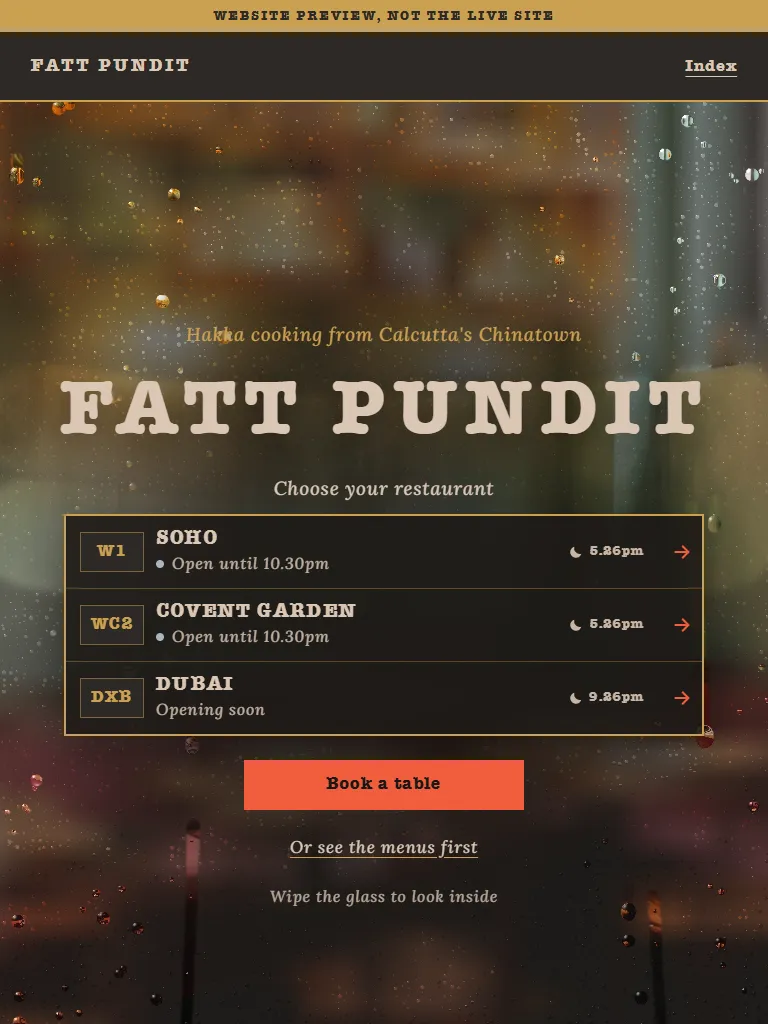 WEBSITE PREVIEW, NOT THE LIVE SITE
FATT PUNDIT
Index
Hakka cooking from Calcutta's Chinatown
FATT PUNDIT
Choose your restaurant
W1
SOHO
Open until 10.30pm
5.26pm
WC2
COVENT GARDEN
Open until 10.30pm
5.26pm
DXB
DUBAI
Opening soon
9.26pm
Book a table
Or see the menus first
Wipe the glass to look inside